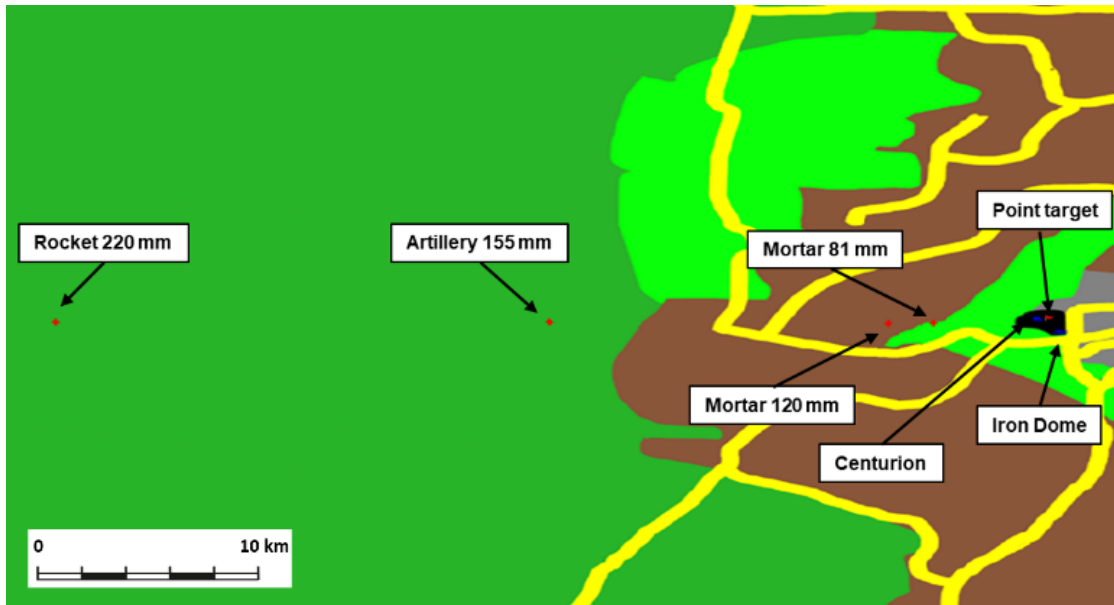 Point target
Rocket 220 mm
Artillery 155 mm
Mortar 81 mm
Mortar 120 mm
Iron Dome
Centurion
0 10 km